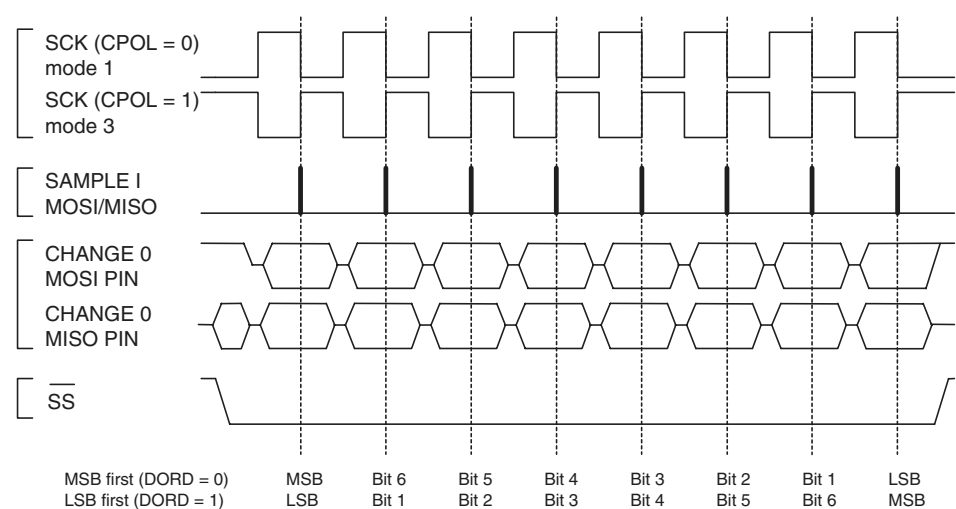 SCK (CPOL = 0)
mode 1
SCK (CPOL = 1)
mode 3
SAMPLE I
MOSI/MISO
CHANGE 0
MOSI PIN
CHANGE 0
MISO PIN
SS
MSB first (DORD = 0) MSB Bit 6 Bit 5 Bit 4 Bit 3 Bit 2 Bit 1 LSB
LSB first (DORD = 1) LSB Bit 1 Bit 2 Bit 3 Bit 4 Bit 5 Bit 6 MSB